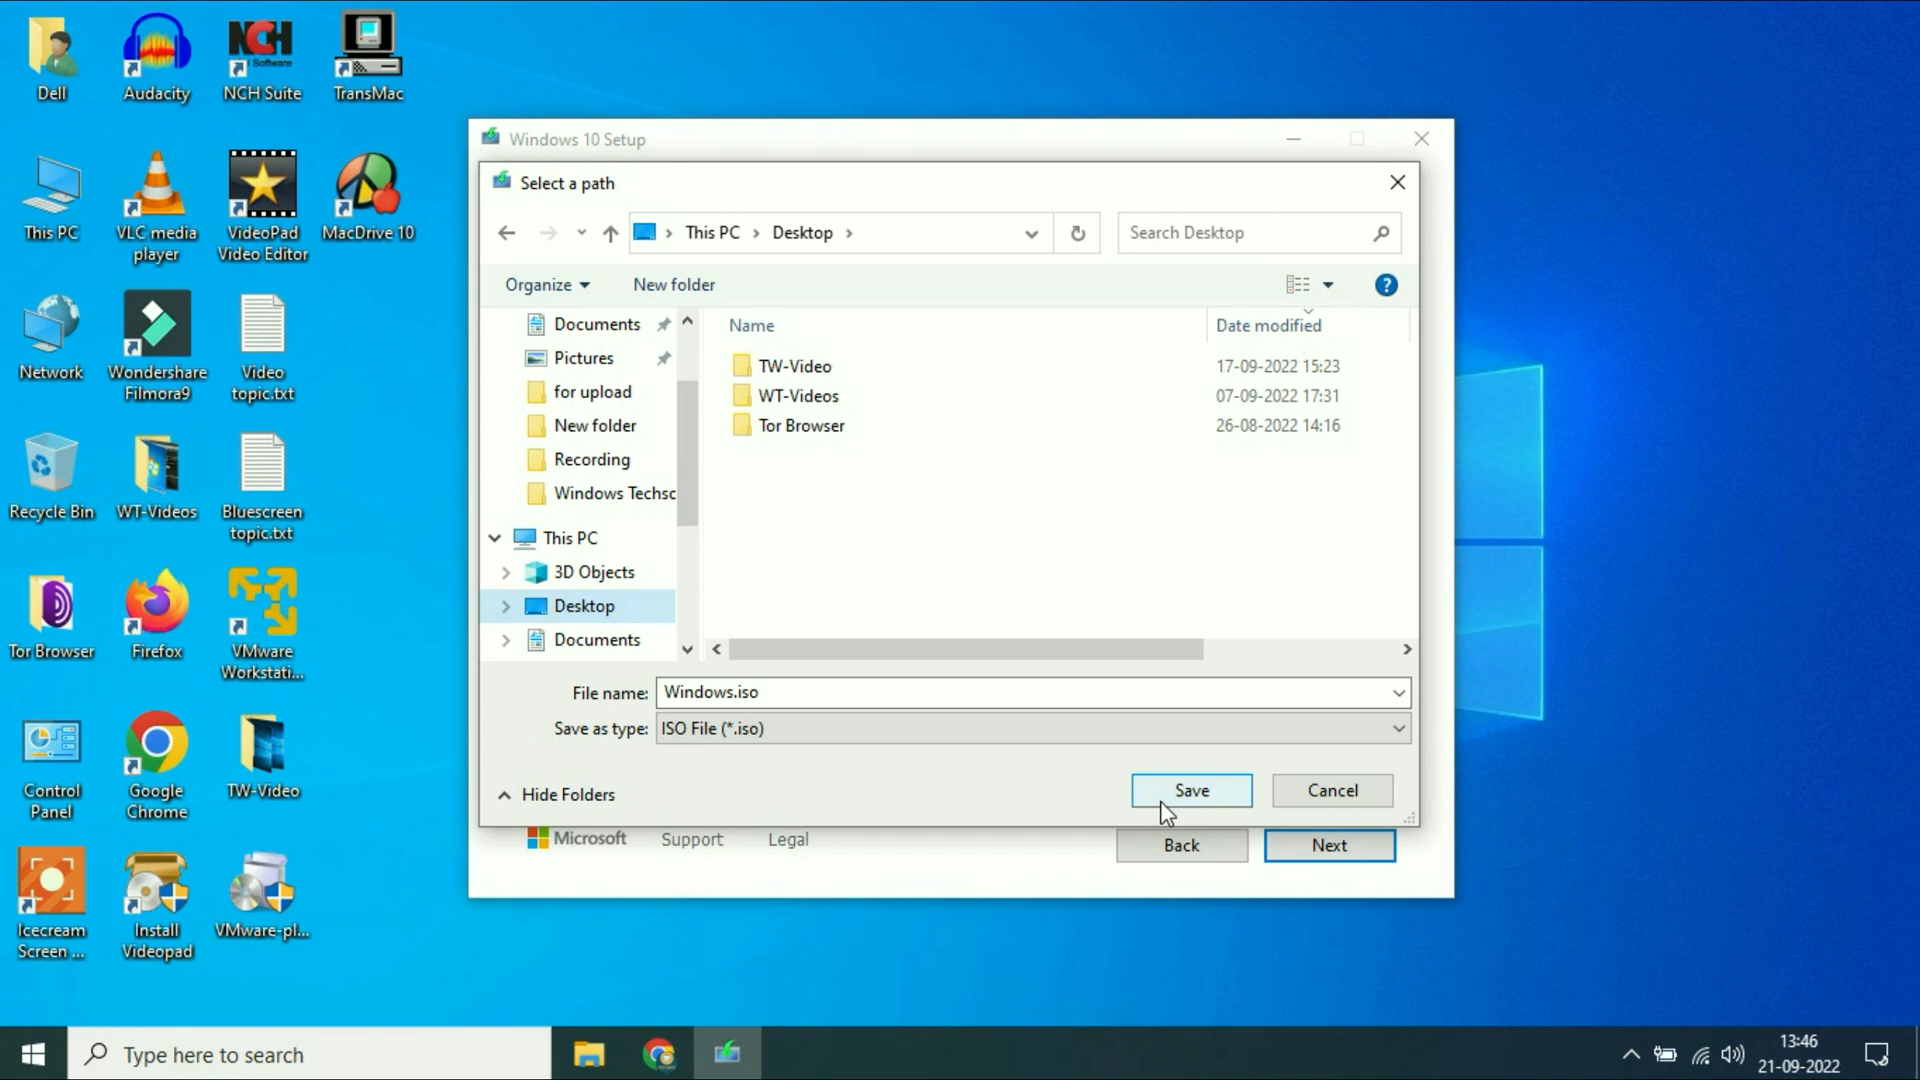 Dell
Audacity
NCH
Software
NCH Suite
TransMac
This PC
VLC media
player
VideoPad
Video Editor
MacDrive 10
Network
Wondershare
Filmora9
Video
topic.txt
Recycle Bin
WT-Videos
Bluescreen
topic.txt
Tor Browser
Firefox
VMware
Workstati...
Control
Panel
Google
Chrome
TW-Video
Icecream
Screen ...
Install
Videopad
VMware-pl...
Windows 10 Setup
Select a path
This PC > Desktop >
Search Desktop
Organize
New folder
Documents
Pictures
for upload
New folder
Recording
Windows Techsc
This PC
3D Objects
Desktop
Documents
Name Date modified
TW-Video 17-09-2022 15:23
WT-Videos 07-09-2022 17:31
Tor Browser 26-08-2022 14:16
File name: Windows.iso
Save as type: ISO File (*.iso)
Hide Folders
Save
Cancel
Microsoft
Support
Legal
Back
Next
Type here to search
13:46
21-09-2022